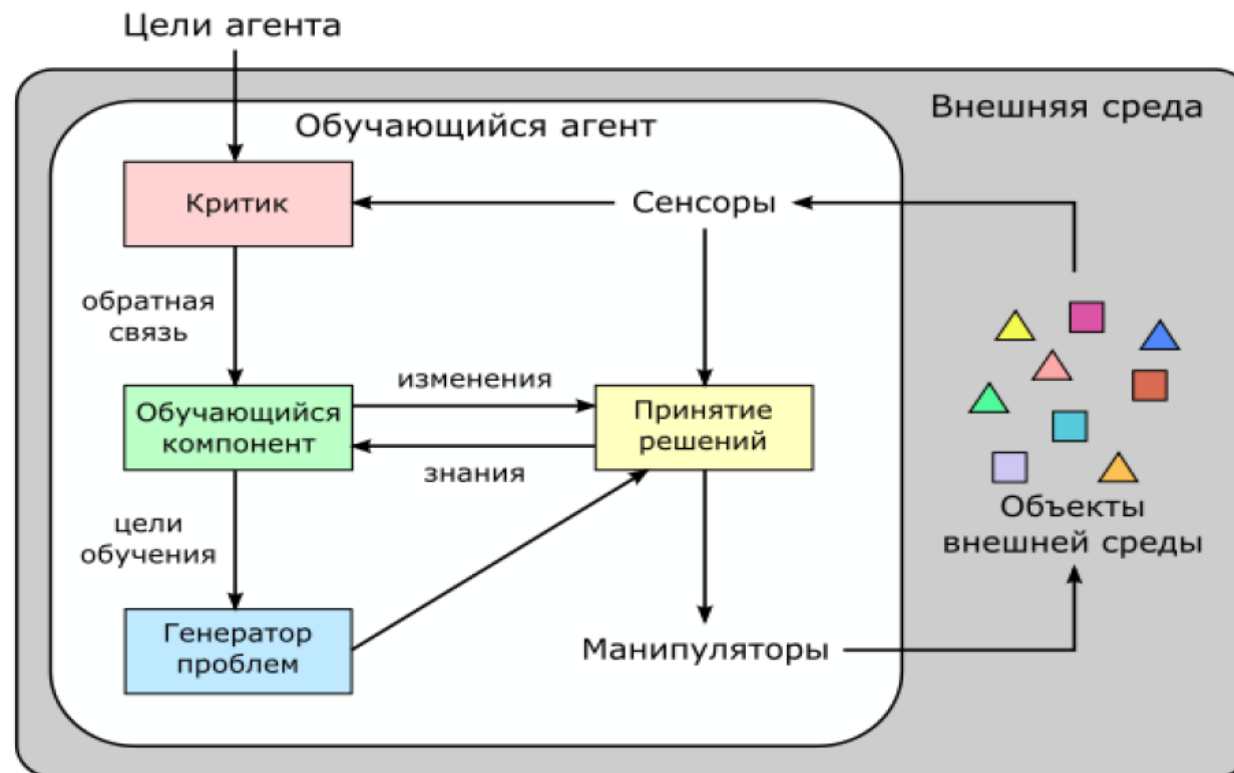 Цели агента
Внешняя среда
Обучающийся агент
Критик
Сенсоры
обратная
связь
изменения
Обучающийся
компонент
Принятие
решений
знания
цели
обучения
Объекты
внешней среды
Генератор
проблем
Манипуляторы